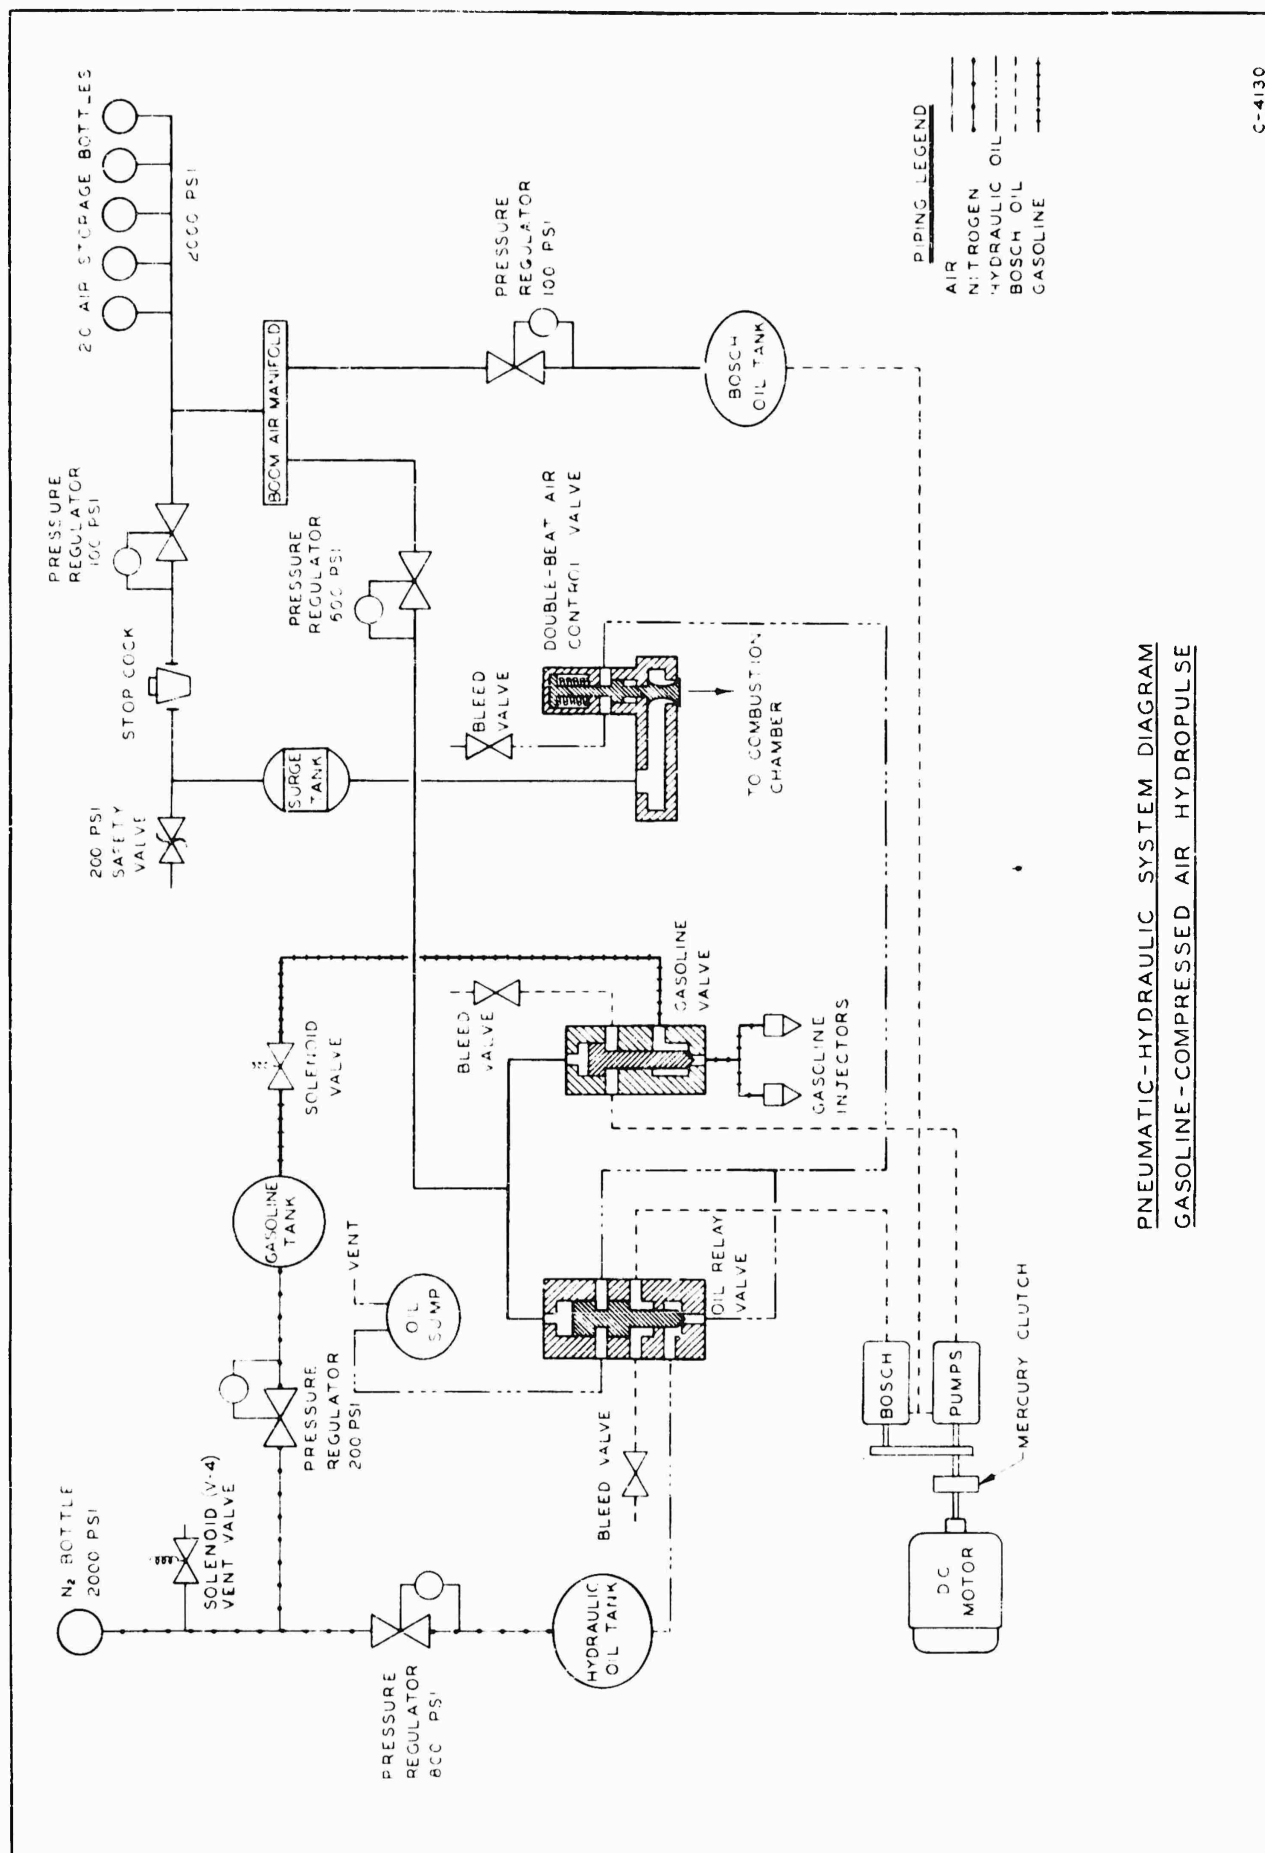 N₂ BOTTLE
2000 PSI
SOLENOID (V-4)
VENT VALVE
PRESSURE
REGULATOR
800 PSI
HYDRAULIC
OIL TANK
PRESSURE
REGULATOR
200 PSI
GASOLINE
TANK
SOLENOID
VALVE
VENT
OIL
SUMP
BLEED VALVE
OIL RELAY
VALVE
BLEED
VALVE
GASOLINE
VALVE
GASOLINE
INJECTORS
DC
MOTOR
BOSCH
PUMPS
MERCURY CLUTCH
200 PSI
SAFETY
VALVE
STOP COCK
SURGE
TANK
PRESSURE
REGULATOR
100 PSI
20 AIR STORAGE BOTTLES
2000 PSI
BOOM AIR MANIFOLD
PRESSURE
REGULATOR
PSI
BLEED
VALVE
DOUBLE-BEAT AIR
CONTROL VALVE
TO COMBUSTION
CHAMBER
PRESSURE
REGULATOR
100 PSI
BOSCH
OIL TANK
PIPING LEGEND
AIR
NITROGEN
HYDRAULIC OIL
BOSCH OIL
GASOLINE
PNEUMATIC-HYDRAULIC SYSTEM DIAGRAM
GASOLINE-COMPRESSED AIR HYDROPULSE
C-4130